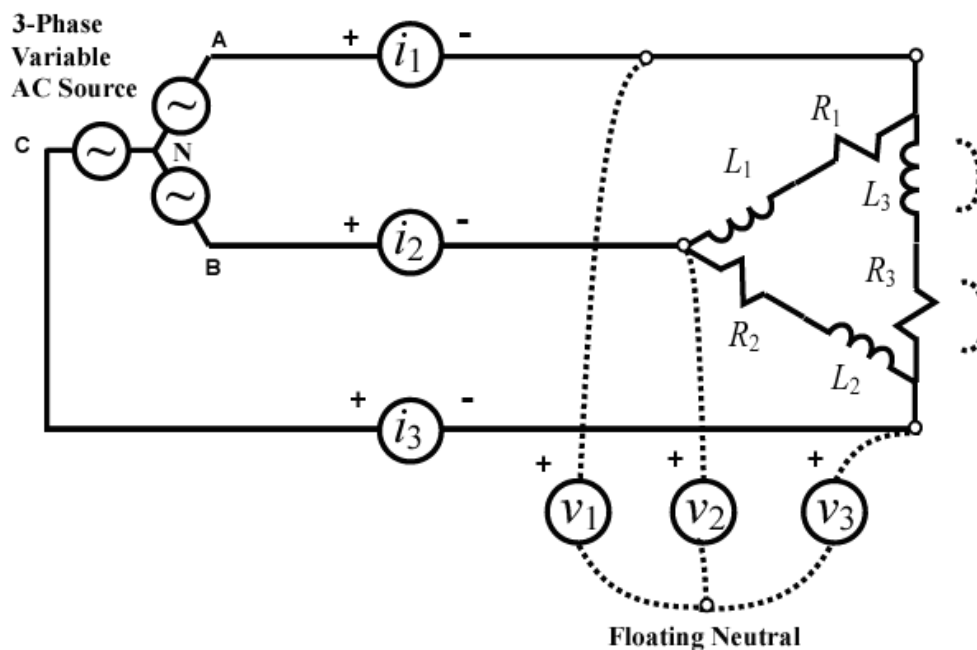 3-Phase
Variable
AC Source
A
+ i1 -
R1
C
N
L1
L3
+ i2 -
B
R3
R2
L2
+ i3 -
+ v1
+ v2
+ v3
Floating Neutral